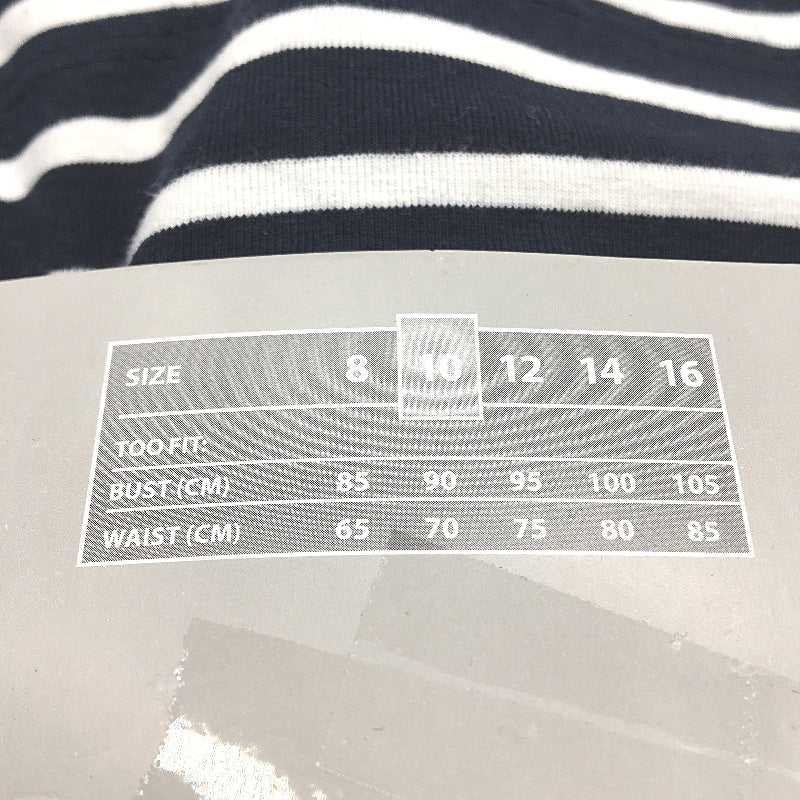 SIZE 8 10 12 14 16
TOO FIT:
BUST (CM) 85 90 95 100 105
WAIST (CM) 65 70 75 80 85